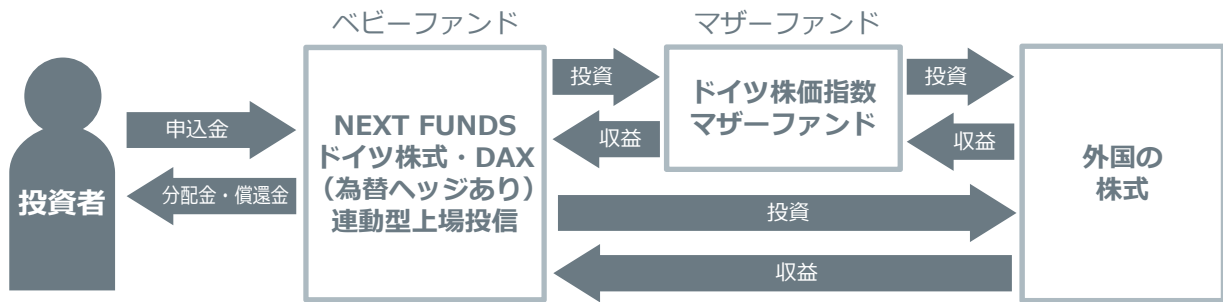 ベビーファンド
マザーファンド
投資者
申込金
分配金・償還金
NEXT FUNDS
ドイツ株式・DAX
（為替ヘッジあり）
連動型上場投信
投資
収益
ドイツ株価指数
マザーファンド
投資
収益
投資
収益
外国の
株式